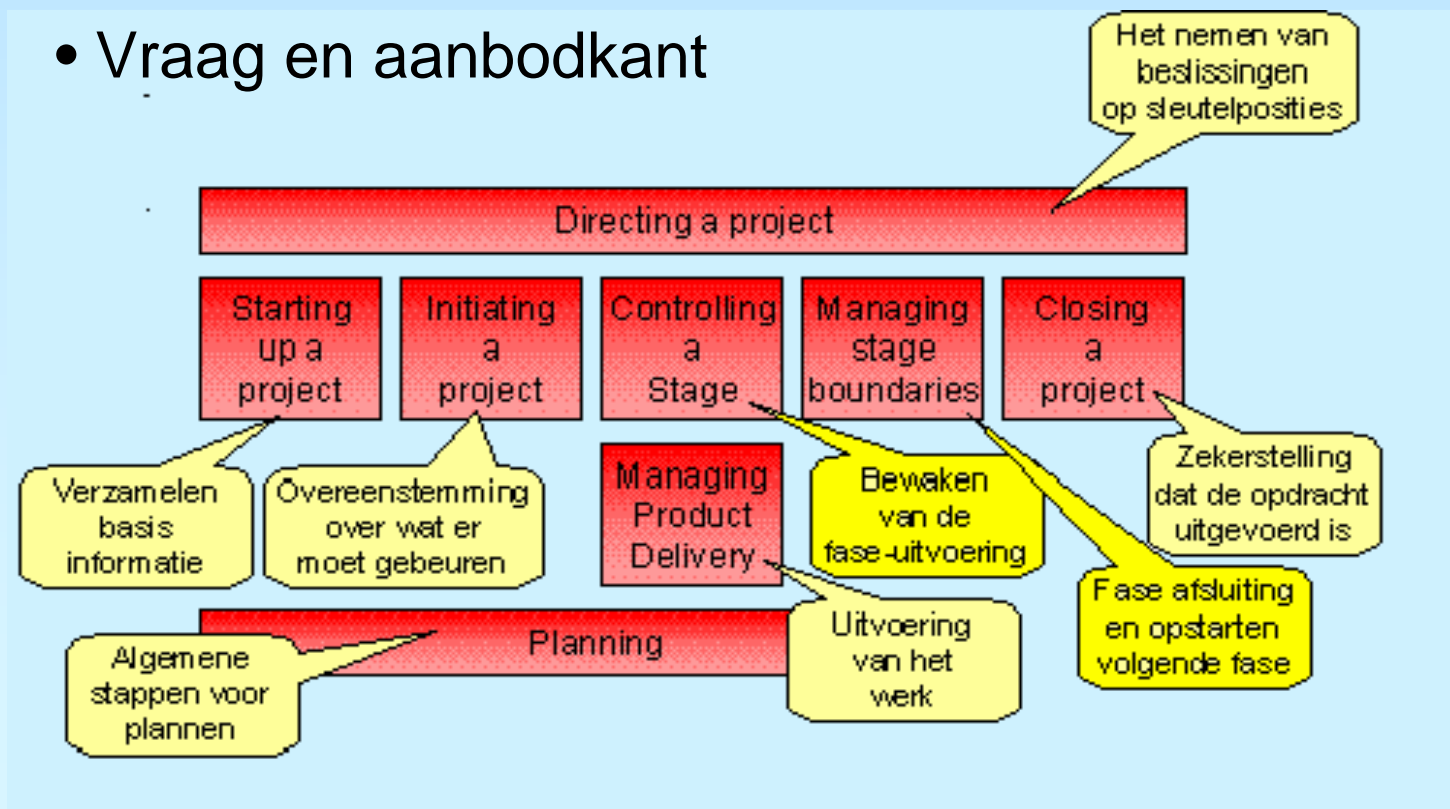 • Vraag en aanbodkant
Het nemen van
beslissingen
op sleutelposities
Directing a project
Starting
up a
project
Initiating
a
project
Controlling
a
Stage
Managing
stage
boundaries
Closing
a
project
Verzamelen
basis
informatie
Overeenstemming
over wat er
moet gebeuren
Managing
Product
Delivery
Bewaken
van de
fase-uitvoering
Zekerstelling
dat de opdracht
uitgevoerd is
Fase afsluiting
en opstarten
volgende fase
Planning
Uitvoering
van het
werk
Algemene
stappen voor
plannen